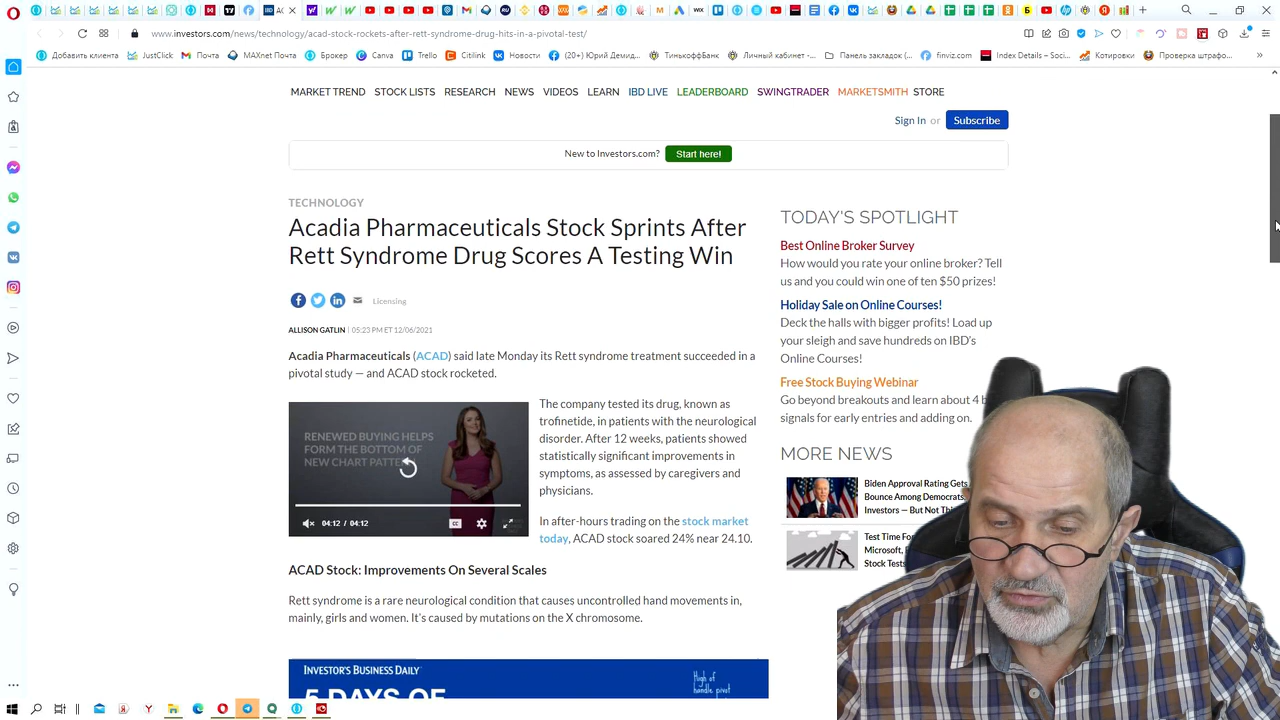 AC
Б
Я
www.investors.com/news/technology/acad-stock-rockets-after-rett-syndrome-drug-hits-in-a-pivotal-test/
Добавить клиента
JustClick
Почта
MAXNet Почта
Брокер
Canva
Trello
Citilink
Новости
(20+) Юрий Демид...
ТинькоффБанк
Личный кабинет -...
Панель закладок (...
finviz.com
Index Details – Soci...
Котировки
Проверка штрафо...
MARKET TREND STOCK LISTS RESEARCH NEWS VIDEOS LEARN IBD LIVE LEADERBOARD SWINGTRADER MARKETSMITH STORE
Sign In or Subscribe
New to Investors.com? Start here!
TECHNOLOGY
Acadia Pharmaceuticals Stock Sprints After
Rett Syndrome Drug Scores A Testing Win
Licensing
ALLISON GATLIN | 05:23 PM ET 12/06/2021
Acadia Pharmaceuticals (ACAD) said late Monday its Rett syndrome treatment succeeded in a
pivotal study — and ACAD stock rocketed.
RENEWED BUYING HELPS
FORM THE BOTTOM OF
NEW CHART PATTE
04:12 / 04:12
CC
The company tested its drug, known as
trofinetide, in patients with the neurological
disorder. After 12 weeks, patients showed
statistically significant improvements in
symptoms, as assessed by caregivers and
physicians.
In after-hours trading on the stock market
today, ACAD stock soared 24% near 24.10.
ACAD Stock: Improvements On Several Scales
Rett syndrome is a rare neurological condition that causes uncontrolled hand movements in,
mainly, girls and women. It's caused by mutations on the X chromosome.
INVESTOR'S BUSINESS DAILY
5 DAYS OF
High of
handle pivot
TODAY'S SPOTLIGHT
Best Online Broker Survey
How would you rate your online broker? Tell
us and you could win one of ten $50 prizes!
Holiday Sale on Online Courses!
Deck the halls with bigger profits! Load up
your sleigh and save hundreds on IBD's
Online Courses!
Free Stock Buying Webinar
Go beyond breakouts and learn about 4 b
signals for early entries and adding on.
MORE NEWS
Biden Approval Rating Gets
Bounce Among Democrats,
Investors — But Not Th
Test Time Fo
Microsoft,
Stock Tests